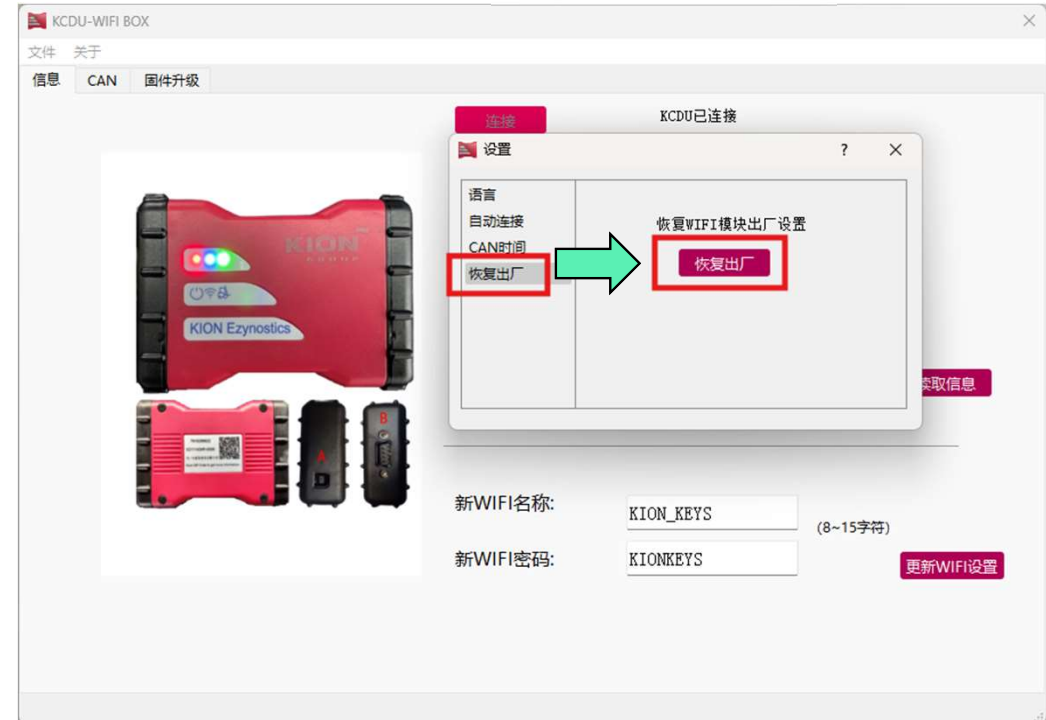 KCDU-WIFI BOX
文件 关于
信息 CAN 固件升级
连接 KCDU已连接
设置 ?
语言
自动连接
CAN时间
恢复出厂
恢复WIFI模块出厂设置
恢复出厂
KION
GROUP
KION Ezynostics
A
B
读取信息
新WIFI名称: KION_KEYS (8~15字符)
新WIFI密码: KIONKEYS
更新WIFI设置